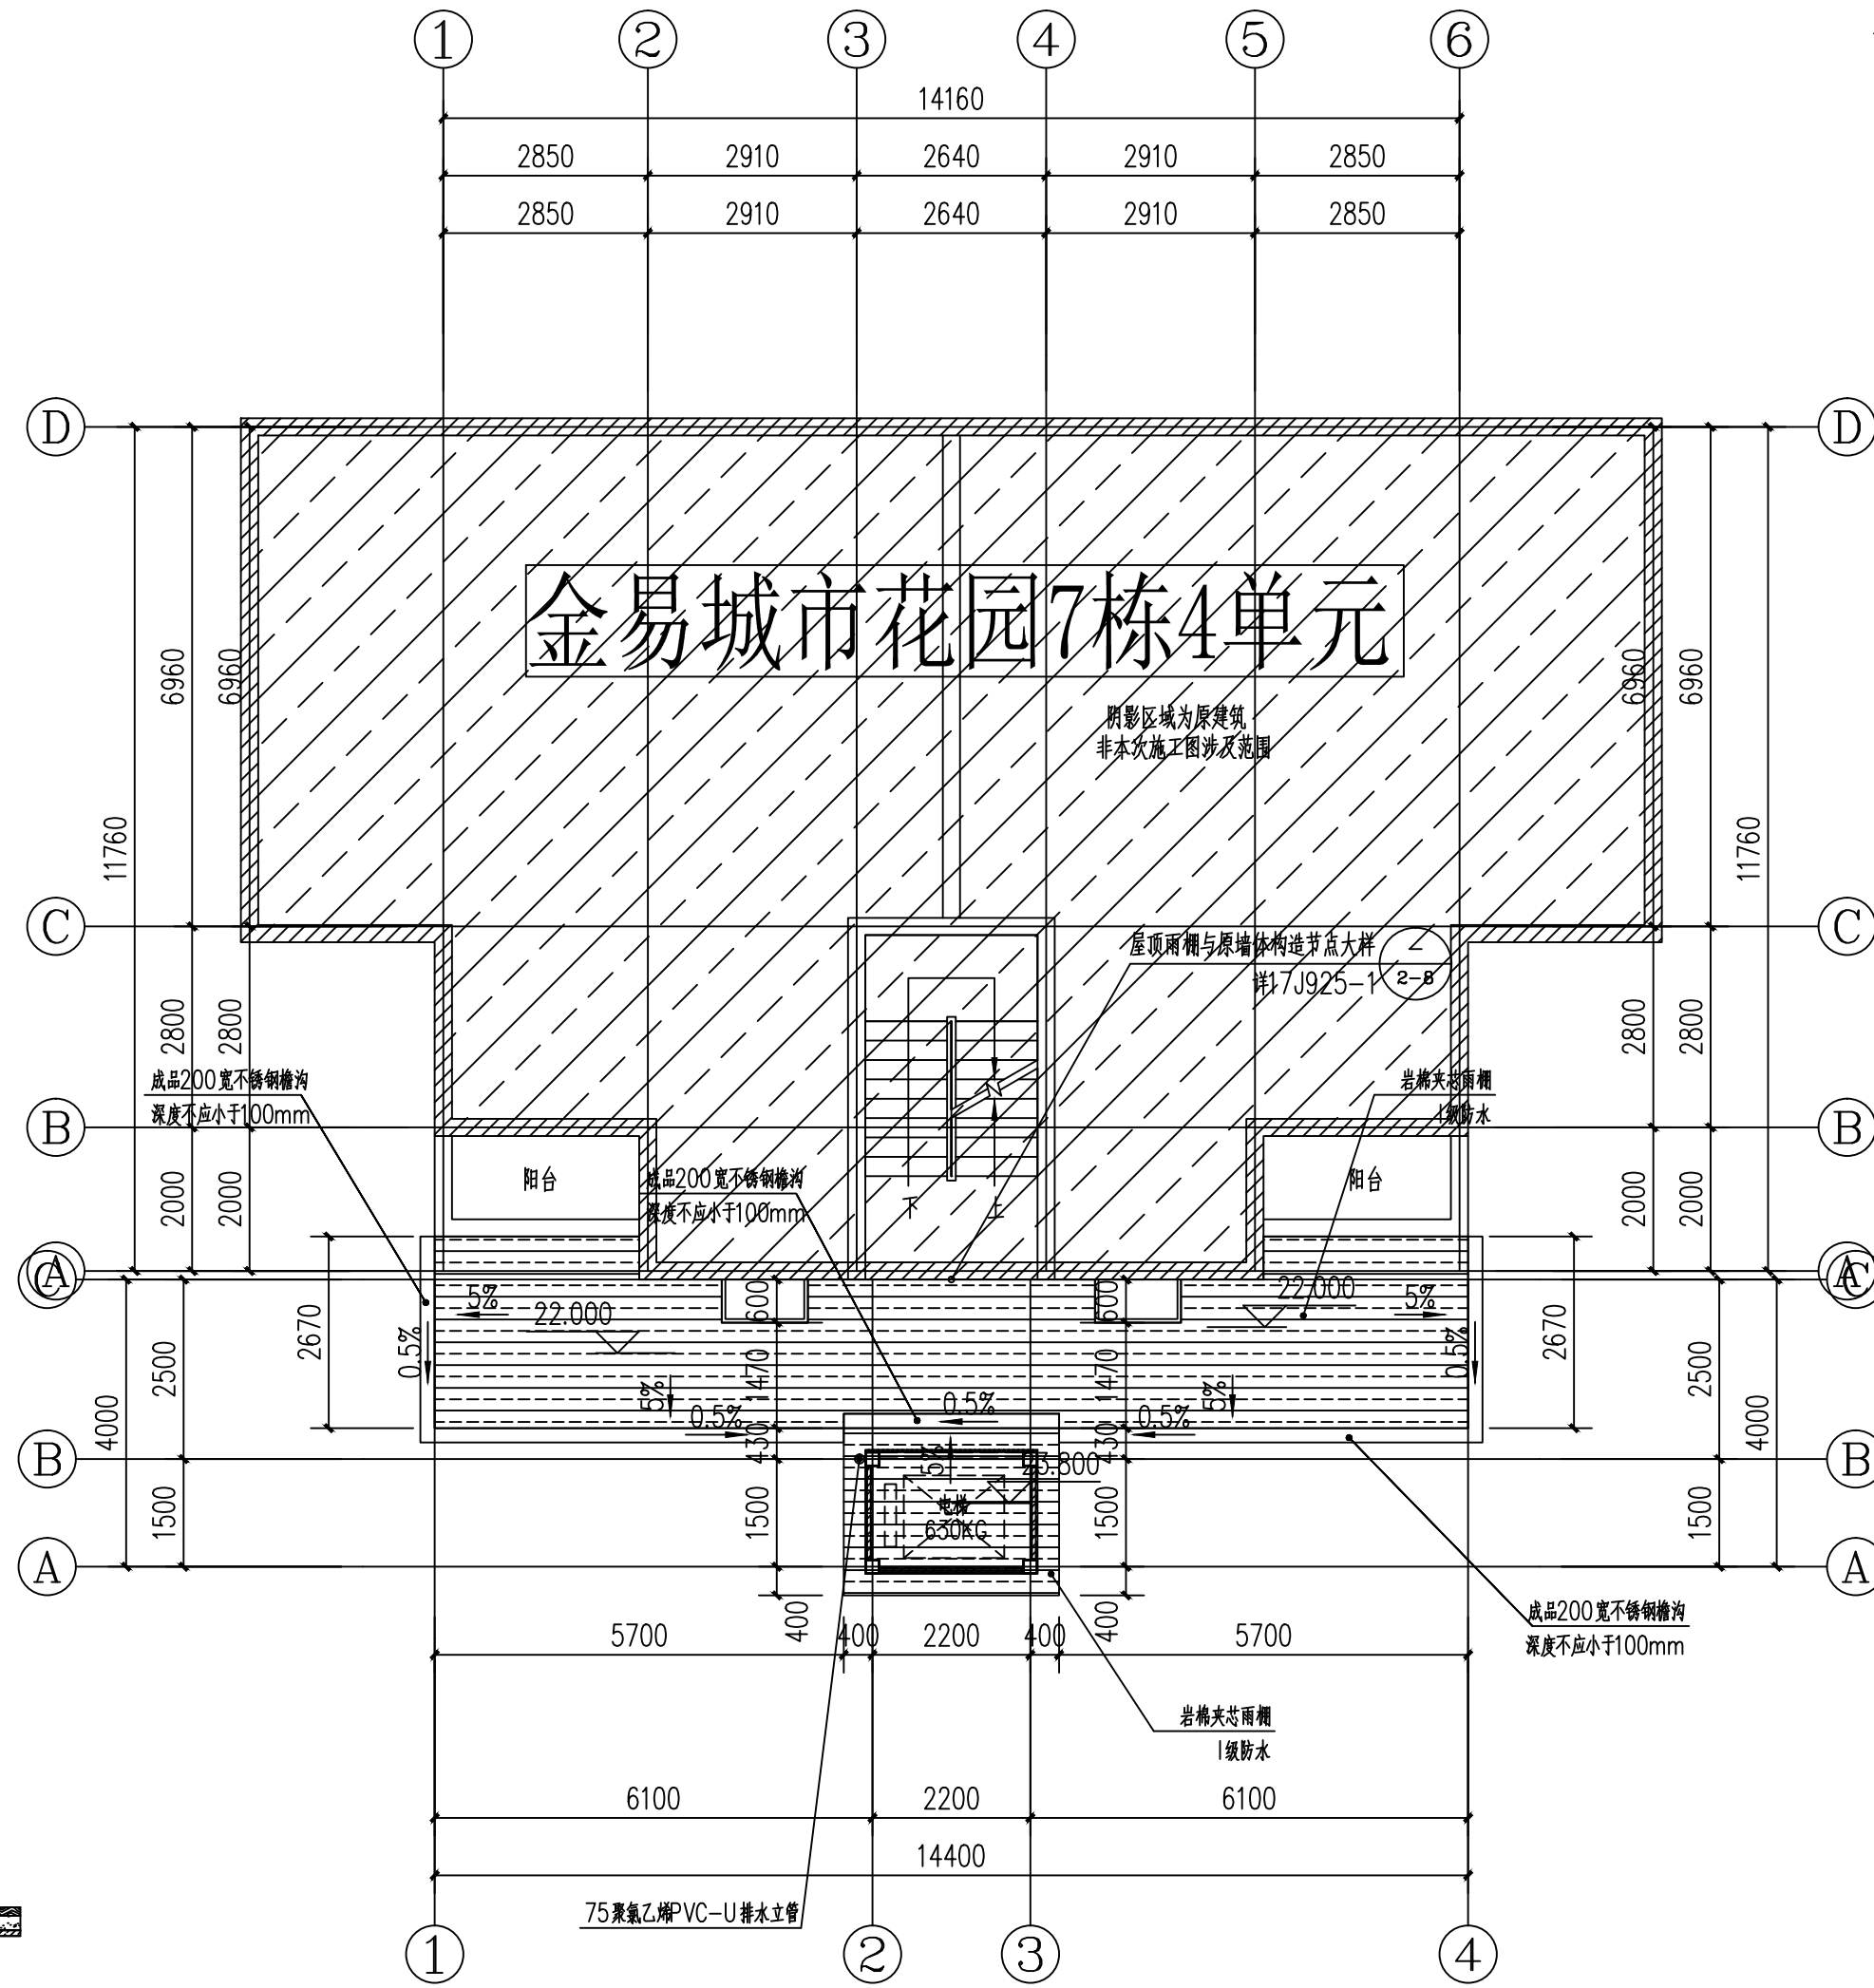 1 2 3 4 5 6
14160
2850 2910 2640 2910 2850
2850 2910 2640 2910 2850
D D
金易城市花园7栋4单元
6960 6960 6960 6960
阴影区域为原建筑
非本次施工图涉及范围
11760 11760
C C
屋顶雨棚与原墙体构造节点大样
详17J925-1
2
2-8
2800 2800 2800 2800
成品200宽不锈钢檐沟
深度不应小于100mm
岩棉夹芯雨棚
I级防水
B B
阳台 阳台
成品200宽不锈钢檐沟
深度不应小于100mm
下 上
2000 2000 2000 2000
A A
C C
5% 22.000 600 600 22.000 5%
2670 0.5% 0.5% 2670
2500 2500
4000 4000
5% 1470 1470 5%
0.5% 0.5% 0.5%
430 430
B B
5% 23.800
电梯
630KG
1500 1500 1500 1500
A A
400 400
成品200宽不锈钢檐沟
深度不应小于100mm
5700 400 2200 400 5700
岩棉夹芯雨棚
I级防水
6100 2200 6100
14400
75聚氯乙烯PVC-U排水立管
1 2 3 4